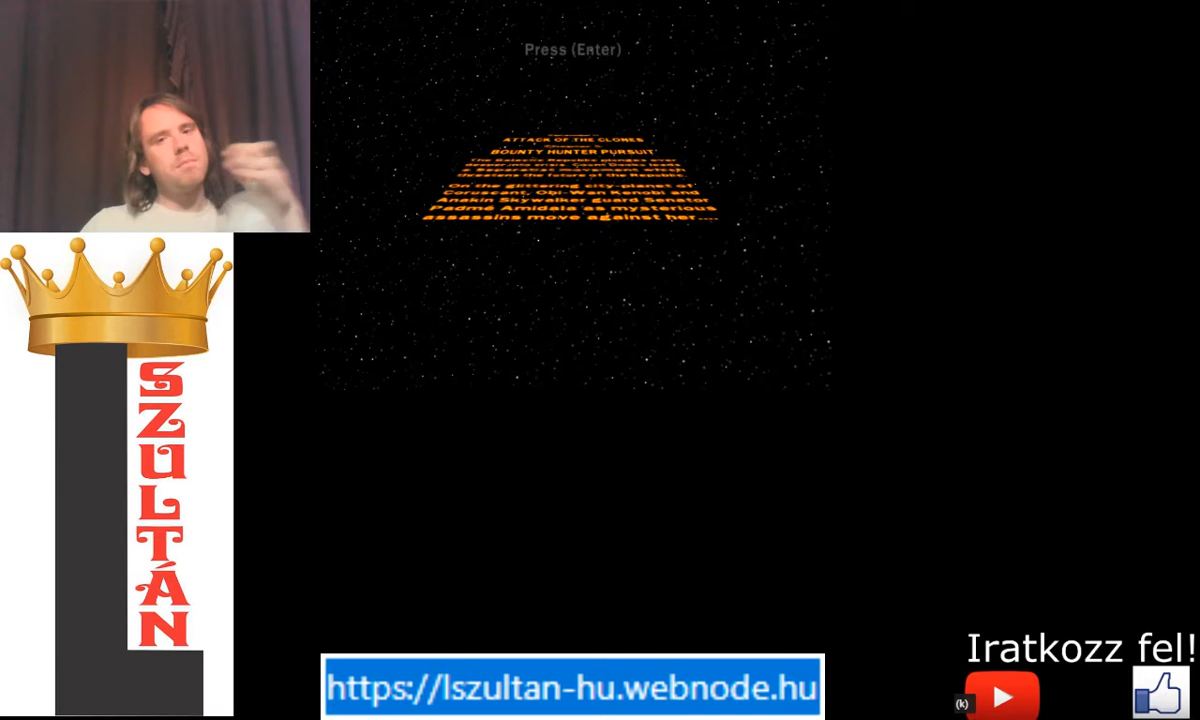 Press (Enter)
ATTACK OF THE CLONES
BOUNTY HUNTER PURSUIT
On the glittering city-planet of
Coruscant, Obi-Wan Kenobi and
Anakin Skywalker guard Senator
Padmé Amidala as mysterious
assassins move against her....
L
SZULTÁN
https://lszultan-hu.webnode.hu
Iratkozz fel!
(k)